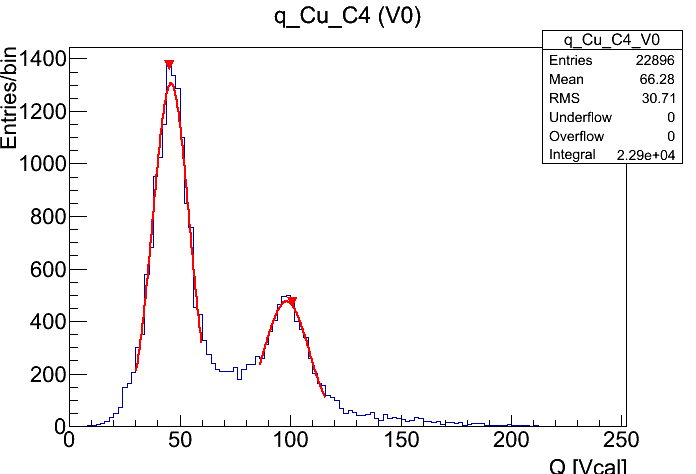 q_Cu_C4 (V0)
q_Cu_C4_V0
Entries 22896
Mean 66.28
RMS 30.71
Underflow 0
Overflow 0
Integral 2.29e+04
Entries/bin
1400
1200
1000
800
600
400
200
0
0 50 100 150 200 250
Q [Vcal]